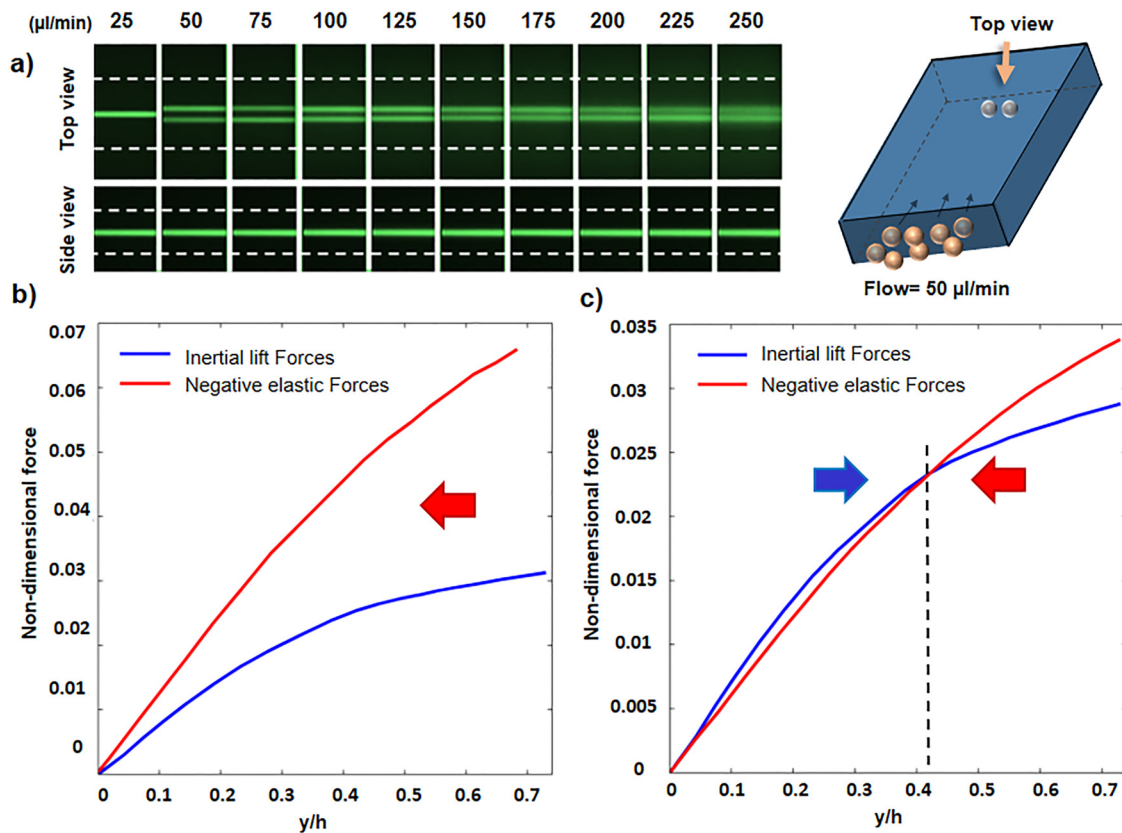 (µl/min) 25 50 75 100 125 150 175 200 225 250
a)
Top view
Side view
Top view
Flow= 50 µl/min
b)
0.07
0.06
0.05
0.04
0.03
0.02
0.01
0
Non-dimensional force
Inertial lift Forces
Negative elastic Forces
0 0.1 0.2 0.3 0.4 0.5 0.6 0.7
y/h
c)
0.035
0.03
0.025
0.02
0.015
0.01
0.005
0
Non-dimensional force
Inertial lift Forces
Negative elastic Forces
0 0.1 0.2 0.3 0.4 0.5 0.6 0.7
y/h